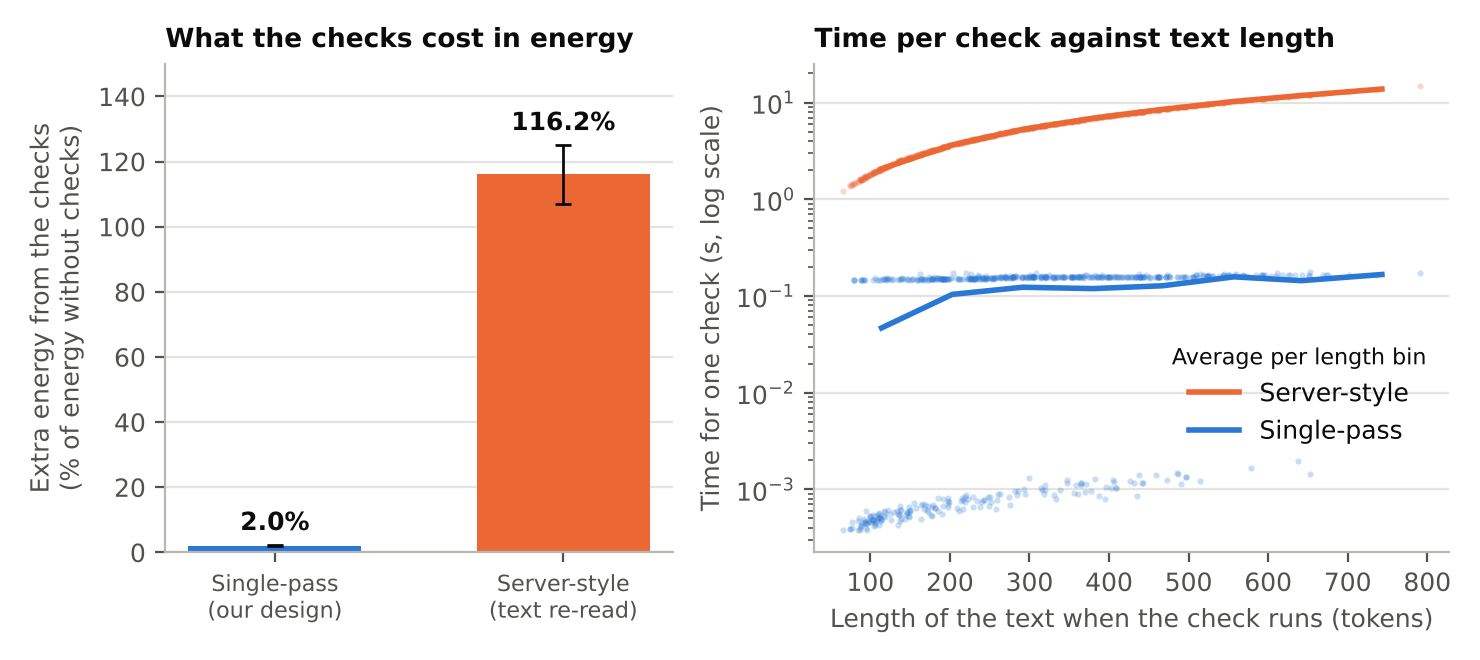 What the checks cost in energy
Extra energy from the checks
(% of energy without checks)
140
120
100
80
60
40
20
0
2.0%
116.2%
Single-pass
(our design)
Server-style
(text re-read)
Time per check against text length
Time for one check (s, log scale)
10¹
10⁰
10⁻¹
10⁻²
10⁻³
Average per length bin
Server-style
Single-pass
100 200 300 400 500 600 700 800
Length of the text when the check runs (tokens)